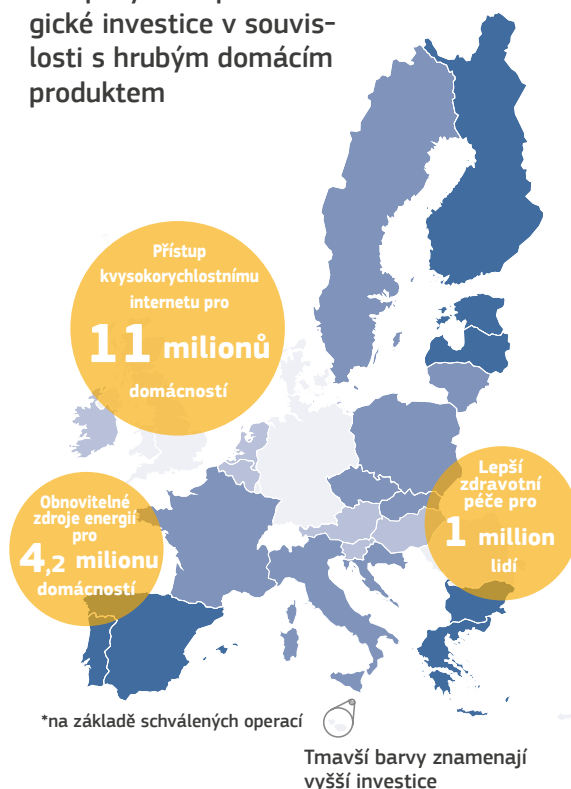 gické investice v souvis-
losti s hrubým domácím
produktem
Přístup
kvysokorychlostnímu
internetu pro
11 milionů
domácností
Obnovitelné
zdroje energií
pro
4,2 milionu
domácností
Lepší
zdravotní
péče pro
1 million
lidí
*na základě schválených operací
Tmavší barvy znamenají
vyšší investice